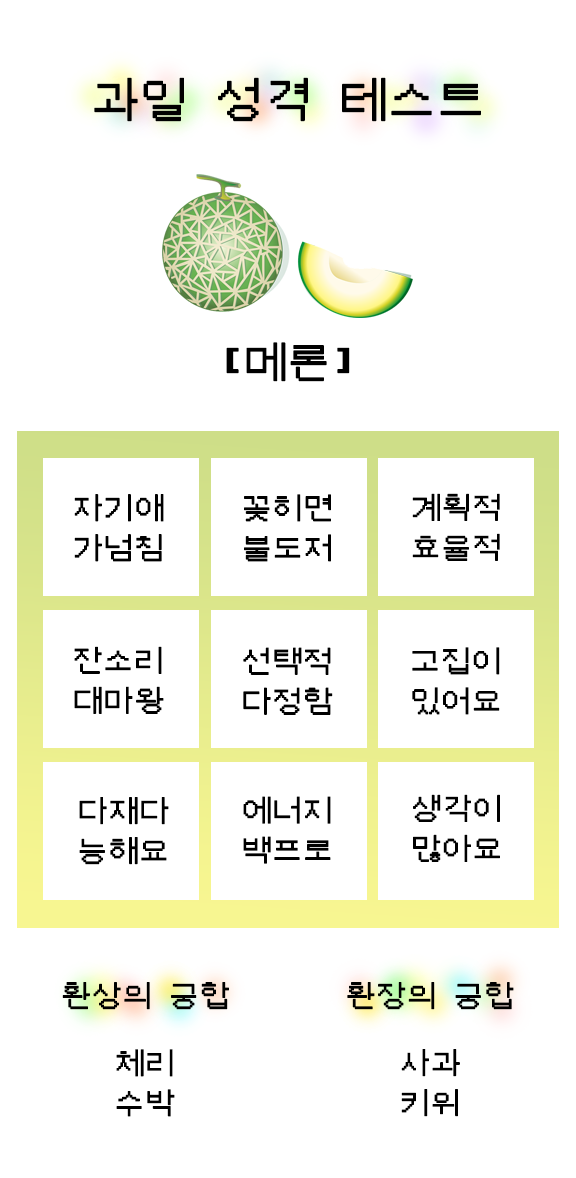 과일 성격 테스트
[메론]
자기애
가넘침
꽃히면
불도저
계획적
효율적
잔소리
대마왕
선택적
다정함
고집이
있어요
다재다
능해요
에너지
백프로
생각이
많아요
환상의 궁합
환장의 궁합
체리
수박
사과
키위